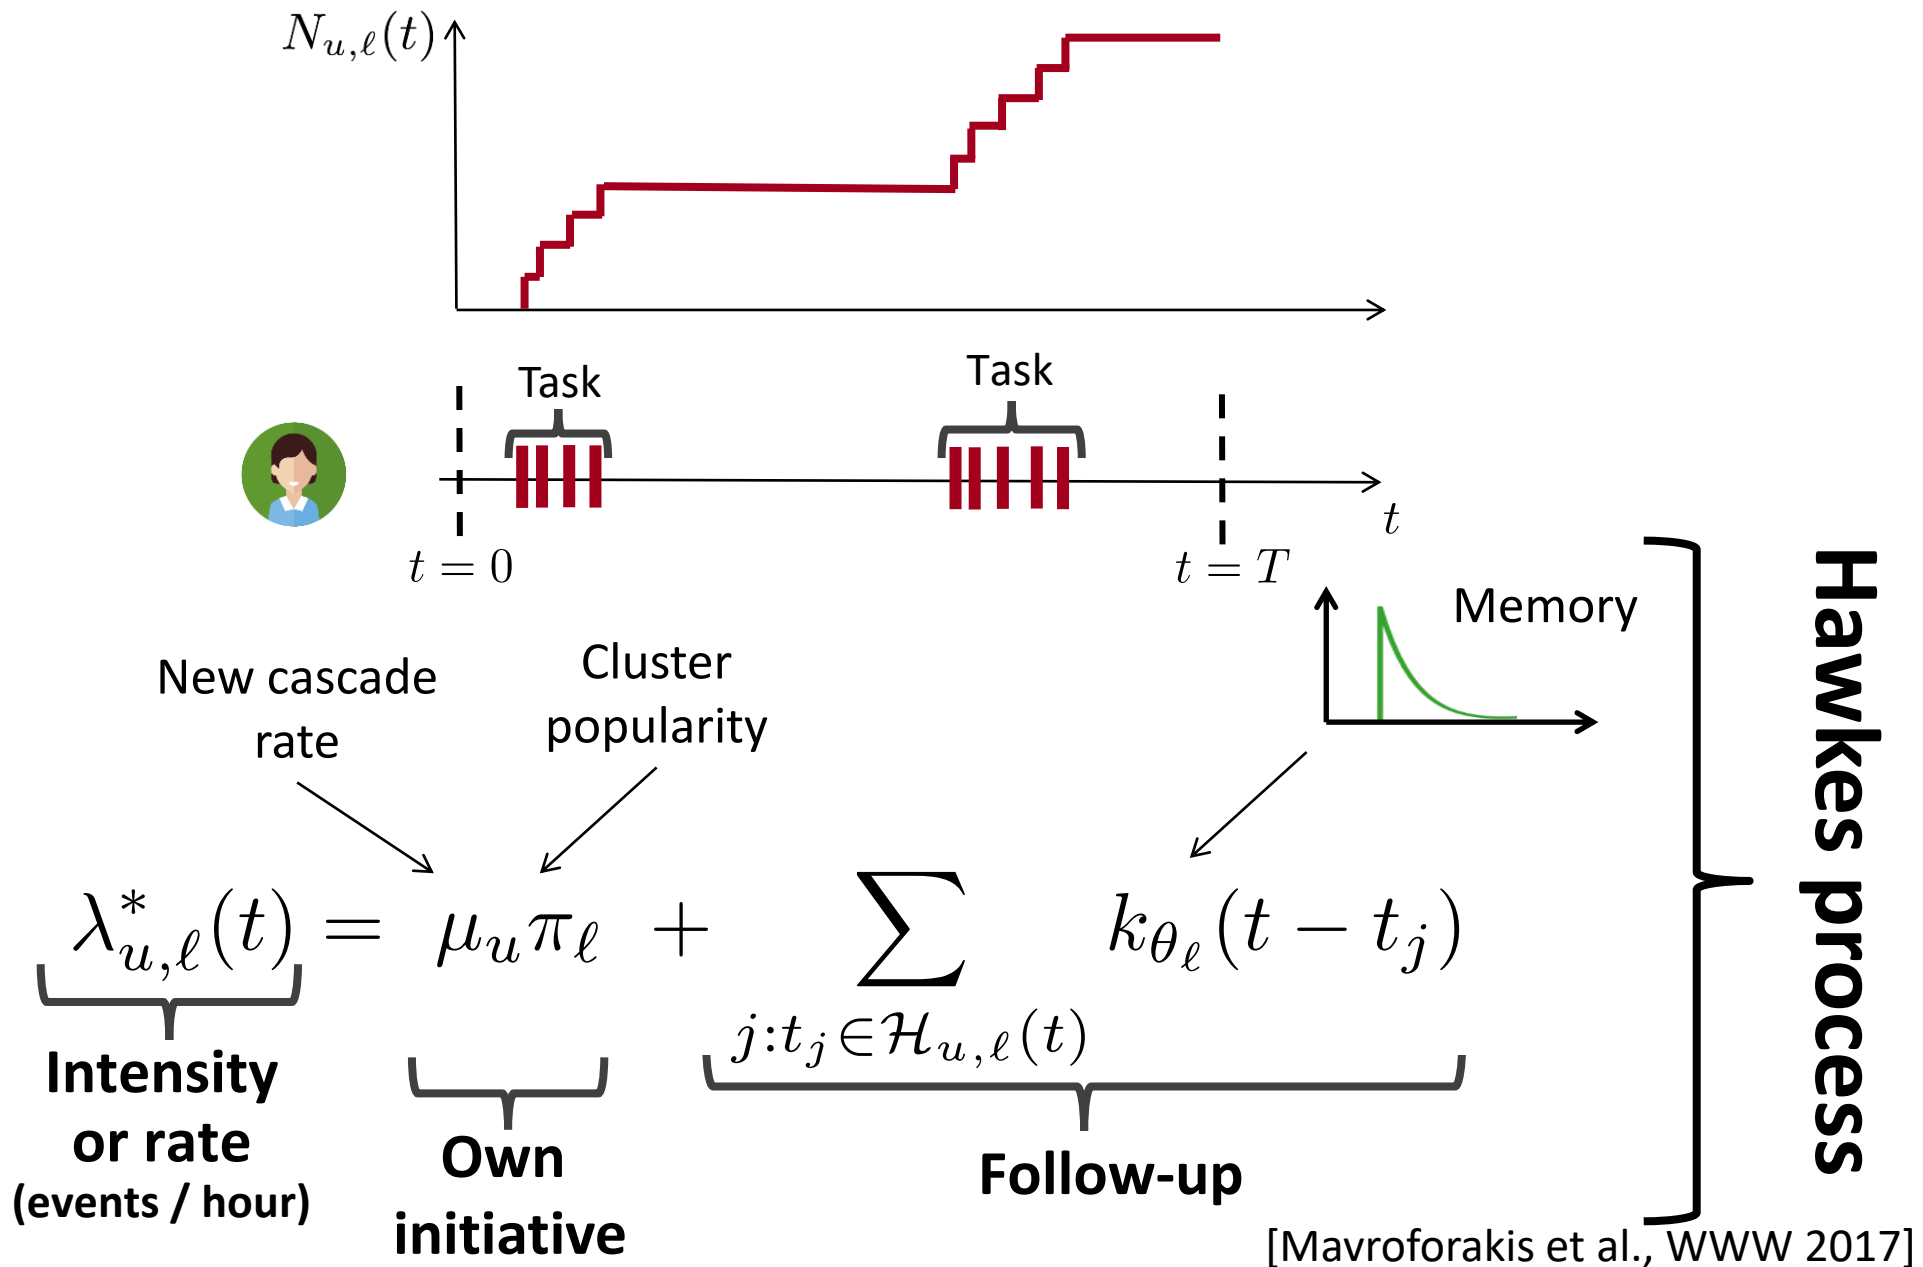 N_{u,ℓ}(t)
Task
Task
t
t = 0
t = T
Memory
New cascade
rate
Cluster
popularity
λ*_{u,ℓ}(t) = μ_u π_ℓ + ∑ k_{θ_ℓ}(t − t_j)
j:t_j∈ℋ_{u,ℓ}(t)
Intensity
or rate
(events / hour)
Own
initiative
Follow-up
Hawkes process
[Mavroforakis et al., WWW 2017]